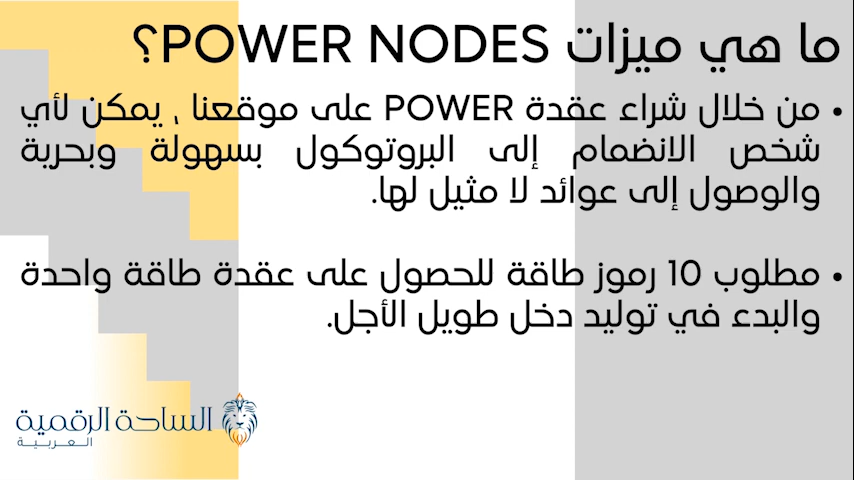 ما هي ميزات POWER NODES؟
• من خلال شراء عقدة POWER على موقعنا ، يمكن لأي
شخص الانضمام إلى البروتوكول بسهولة وبحرية
والوصول إلى عوائد لا مثيل لها.
• مطلوب 10 رموز طاقة للحصول على عقدة طاقة واحدة
والبدء في توليد دخل طويل الأجل.
الساحة الرقمية
العربية